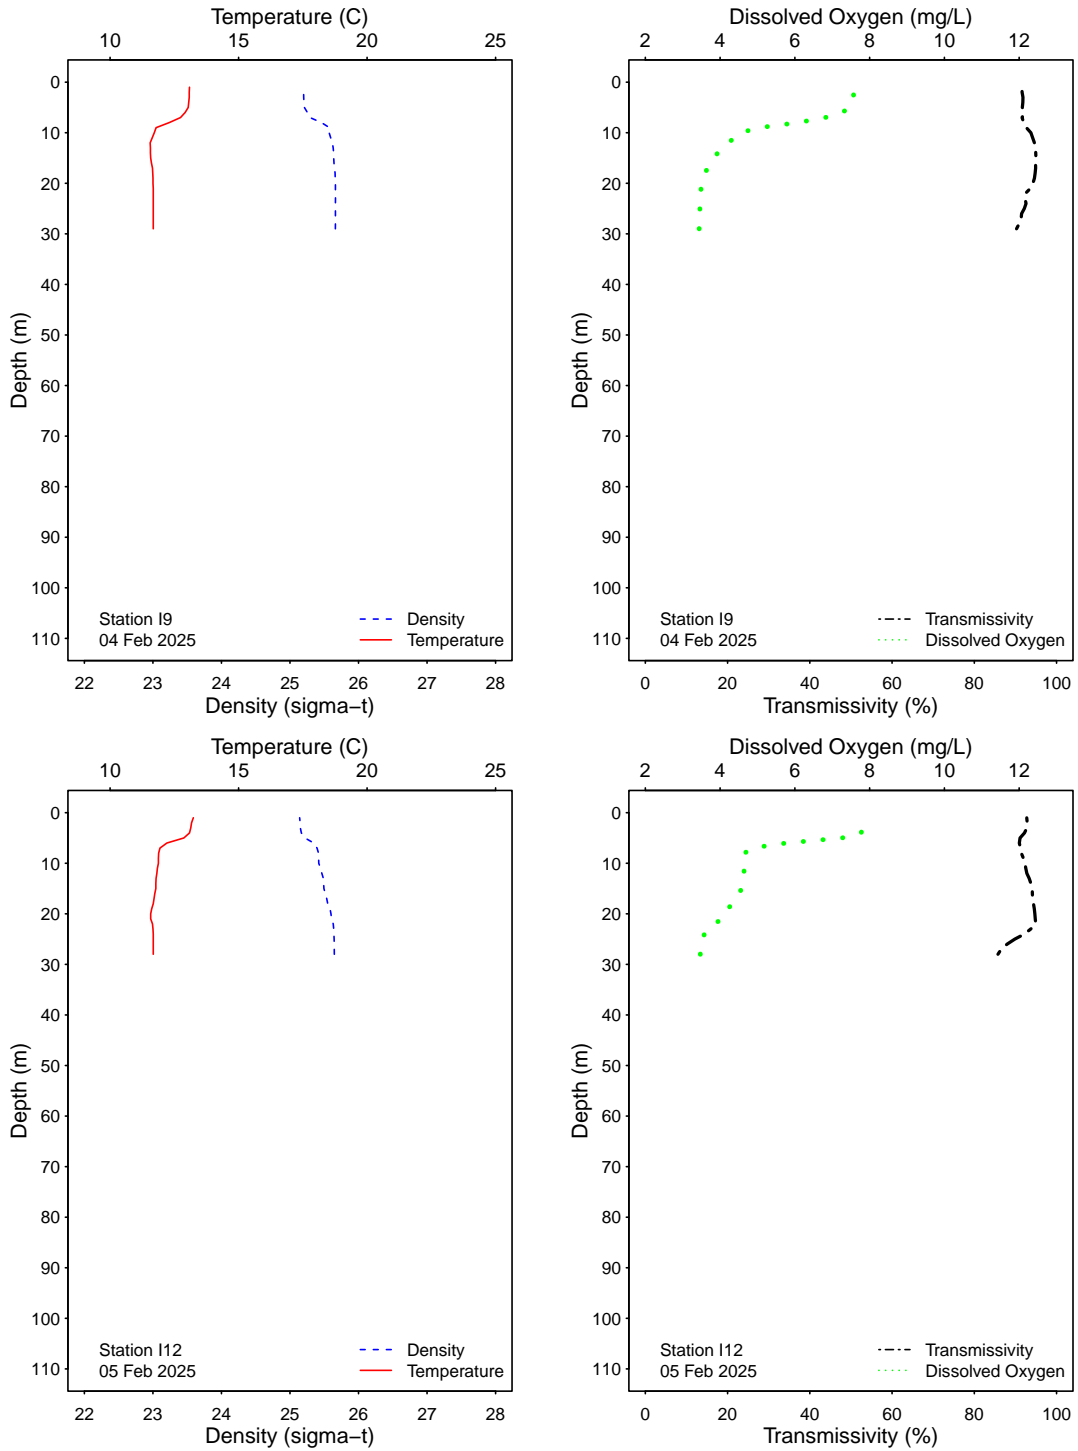 Temperature (C)
10 15 20 25
0
10
20
30
40
50
60
70
80
90
100
110
Depth (m)
Station I9
04 Feb 2025
Density
Temperature
22 23 24 25 26 27 28
Density (sigma−t)
Dissolved Oxygen (mg/L)
2 4 6 8 10 12
0
10
20
30
40
50
60
70
80
90
100
110
Depth (m)
Station I9
04 Feb 2025
Transmissivity
Dissolved Oxygen
0 20 40 60 80 100
Transmissivity (%)
Temperature (C)
10 15 20 25
0
10
20
30
40
50
60
70
80
90
100
110
Depth (m)
Station I12
05 Feb 2025
Density
Temperature
22 23 24 25 26 27 28
Density (sigma−t)
Dissolved Oxygen (mg/L)
2 4 6 8 10 12
0
10
20
30
40
50
60
70
80
90
100
110
Depth (m)
Station I12
05 Feb 2025
Transmissivity
Dissolved Oxygen
0 20 40 60 80 100
Transmissivity (%)